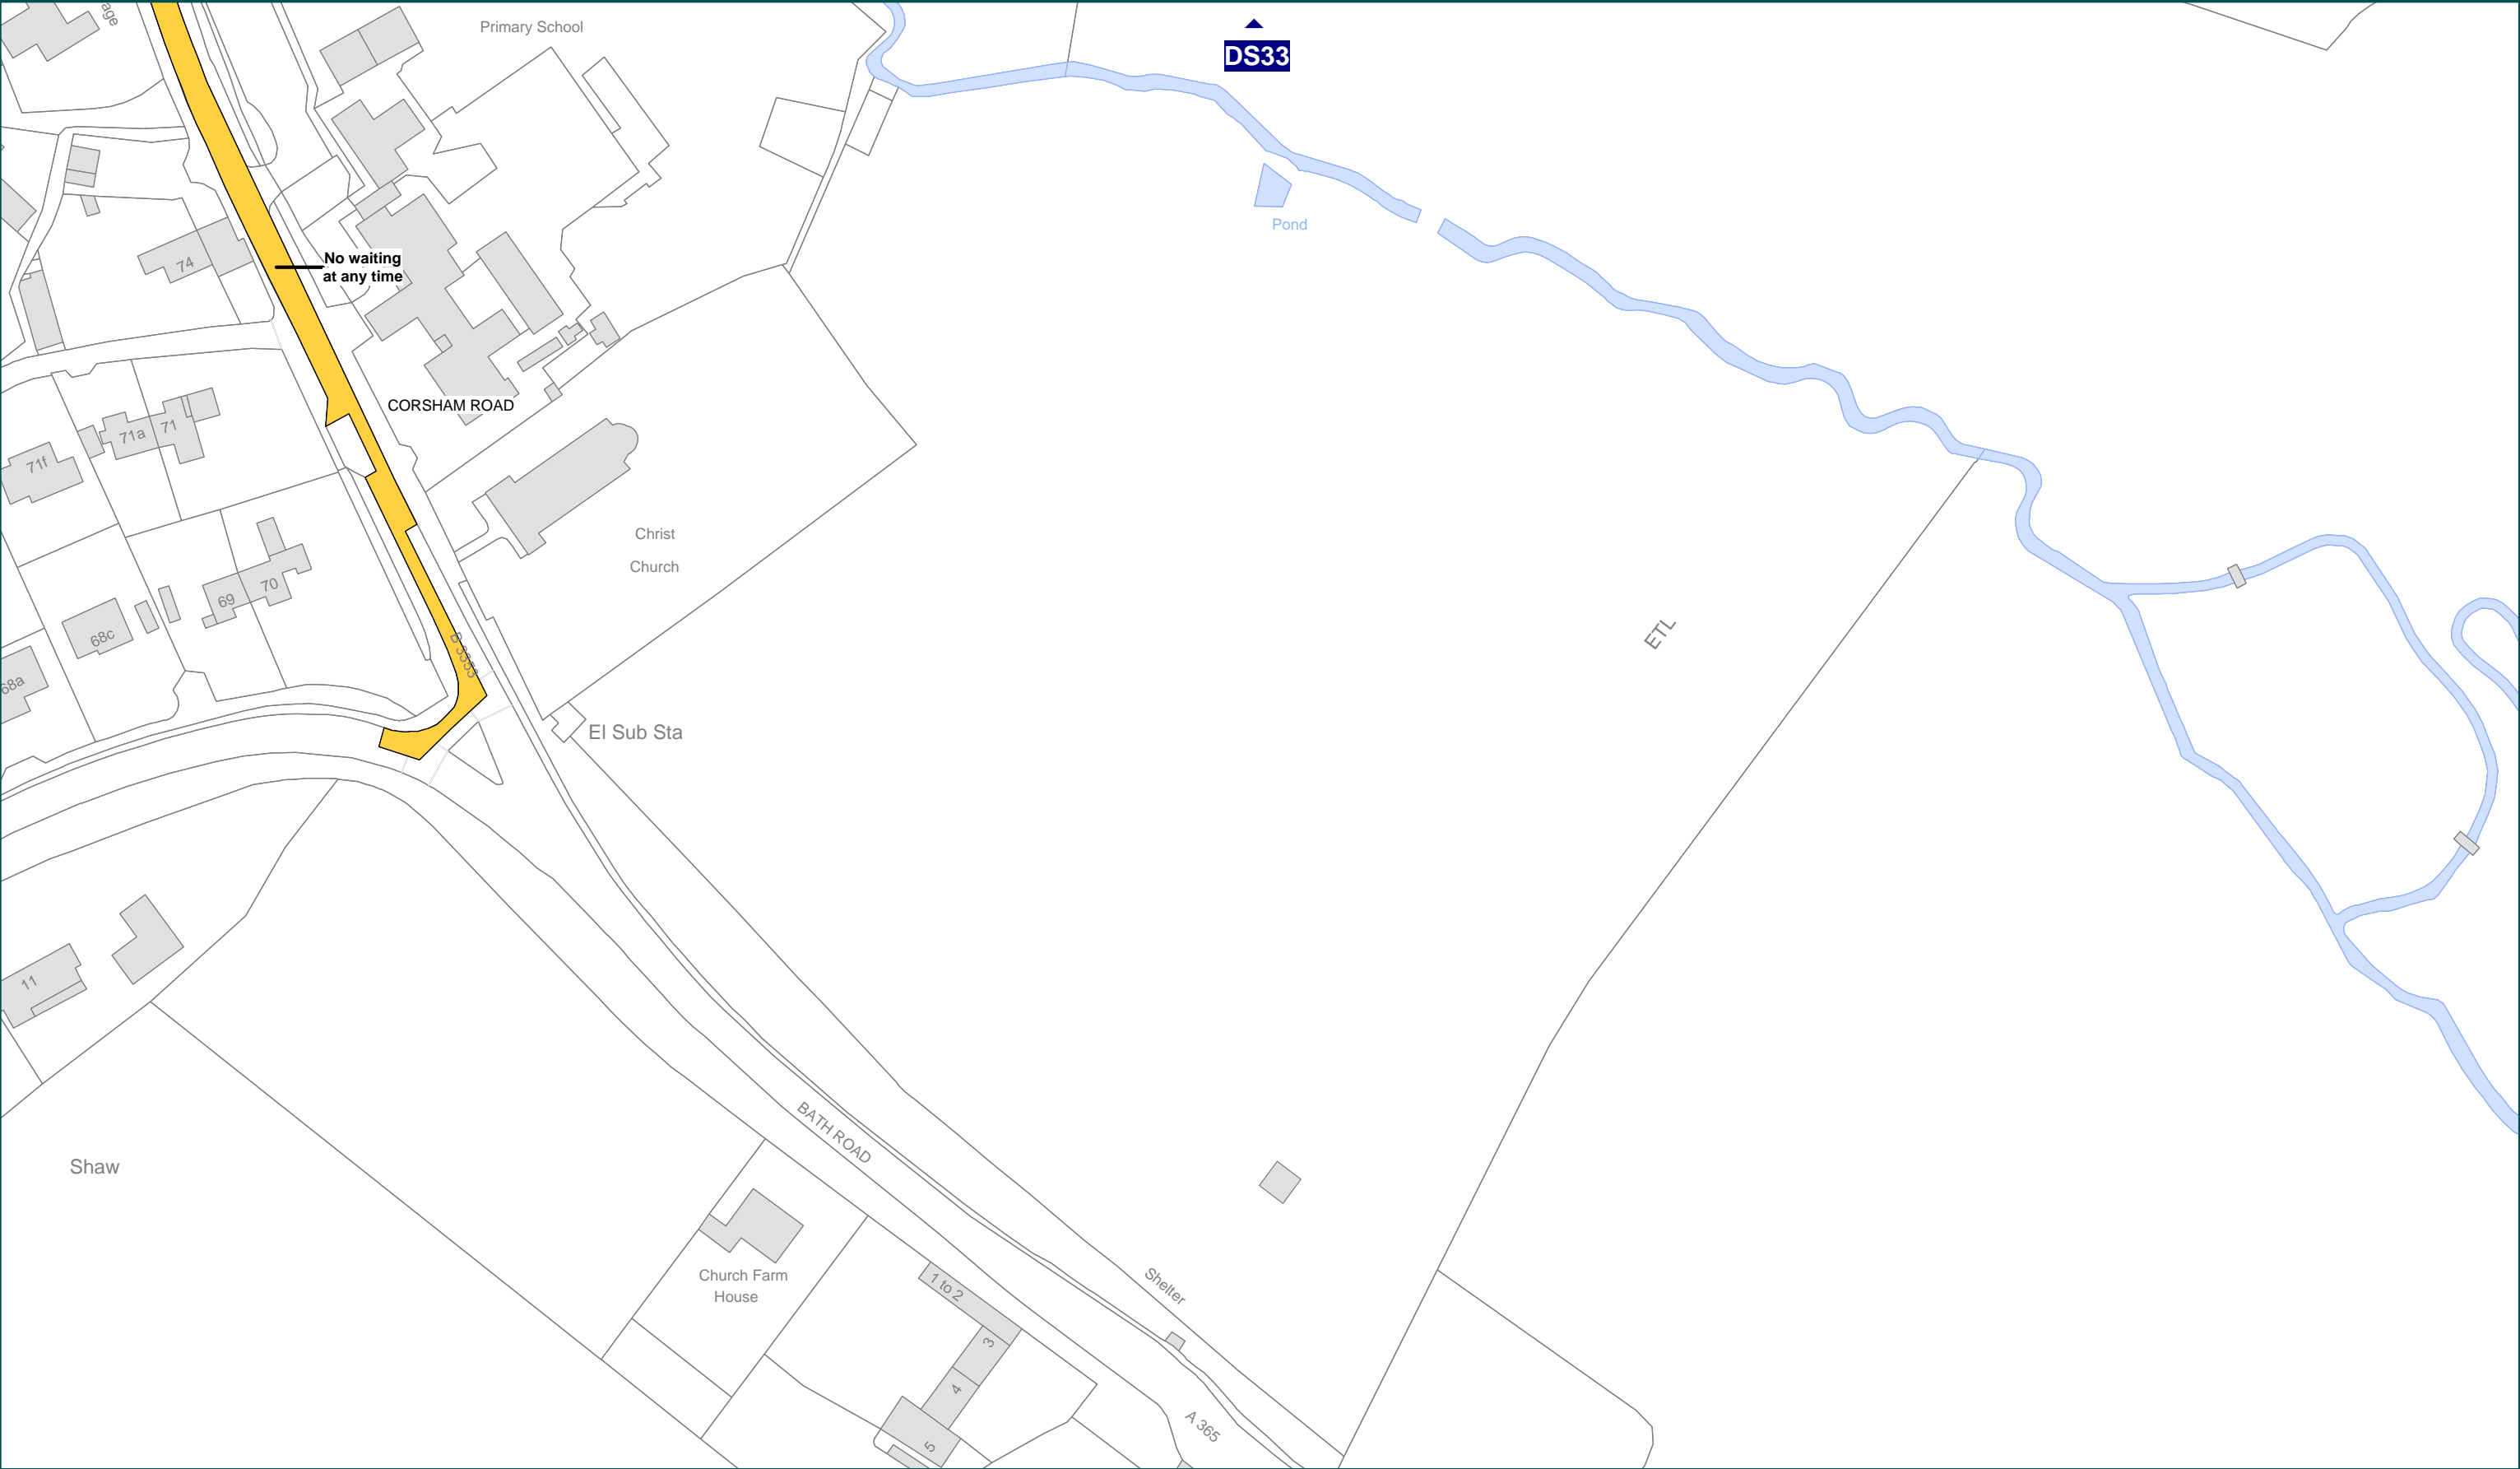 Primary School
DS33
Pond
74
No waiting
at any time
CORSHAM ROAD
71a
71
71f
Christ
Church
69
70
68c
68a
B 3353
ETL
El Sub Sta
11
BATH ROAD
Shaw
Church Farm
House
1 to 2
3
4
5
Shelter
A 365